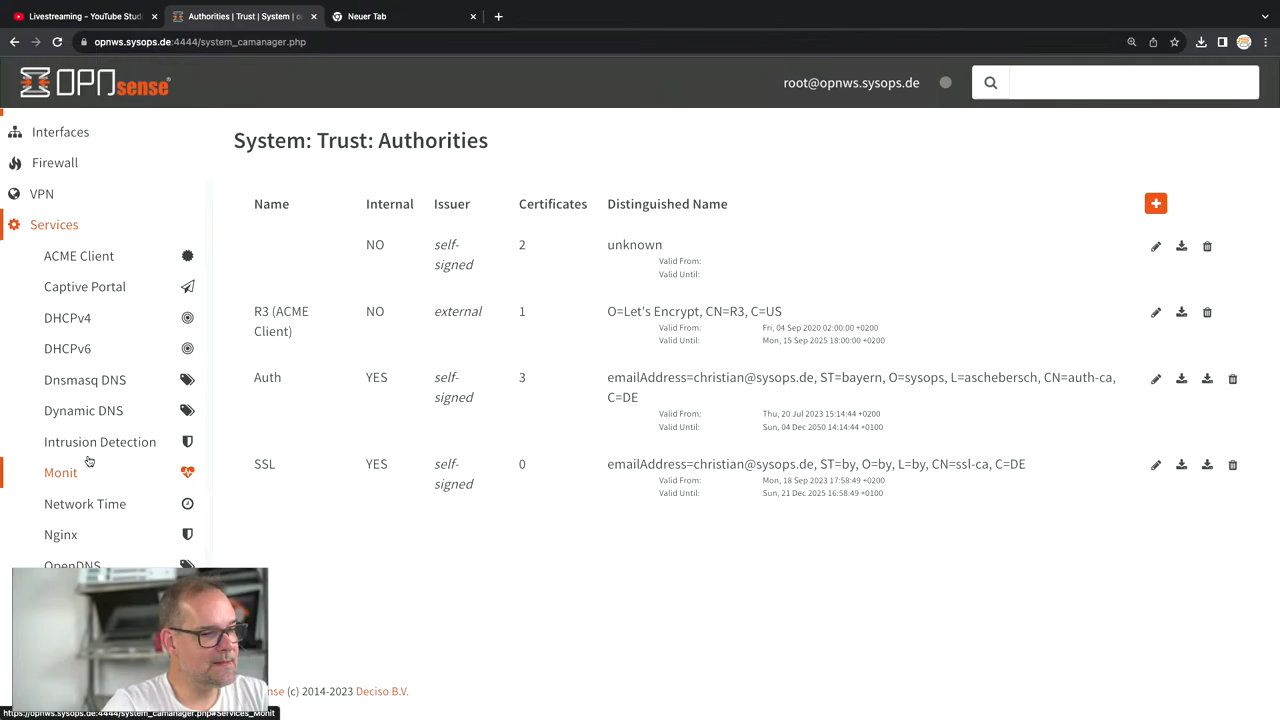 Livestreaming - YouTube Stud
Authorities | Trust | System | o
Neuer Tab
opnws.sysops.de:4444/system_camanager.php
OPNsense
root@opnws.sysops.de
Interfaces
Firewall
VPN
Services
ACME Client
Captive Portal
DHCPv4
DHCPv6
Dnsmasq DNS
Dynamic DNS
Intrusion Detection
Monit
Network Time
Nginx
OpenDNS
System: Trust: Authorities
Name Internal Issuer Certificates Distinguished Name
NO self-signed 2 unknown
Valid From:
Valid Until:
R3 (ACME Client) NO external 1 O=Let's Encrypt, CN=R3, C=US
Valid From: Fri, 04 Sep 2020 02:00:00 +0200
Valid Until: Mon, 15 Sep 2025 18:00:00 +0200
Auth YES self-signed 3 emailAddress=christian@sysops.de, ST=bayern, O=sysops, L=aschebersch, CN=auth-ca,
C=DE
Valid From: Thu, 20 Jul 2023 15:14:44 +0200
Valid Until: Sun, 04 Dec 2050 14:14:44 +0100
SSL YES self-signed 0 emailAddress=christian@sysops.de, ST=by, O=by, L=by, CN=ssl-ca, C=DE
Valid From: Mon, 18 Sep 2023 17:58:49 +0200
Valid Until: Sun, 21 Dec 2025 16:58:49 +0100
nse (c) 2014-2023 Deciso B.V.
https://opnws.sysops.de:4444/system_camanager.php#Services_Monit